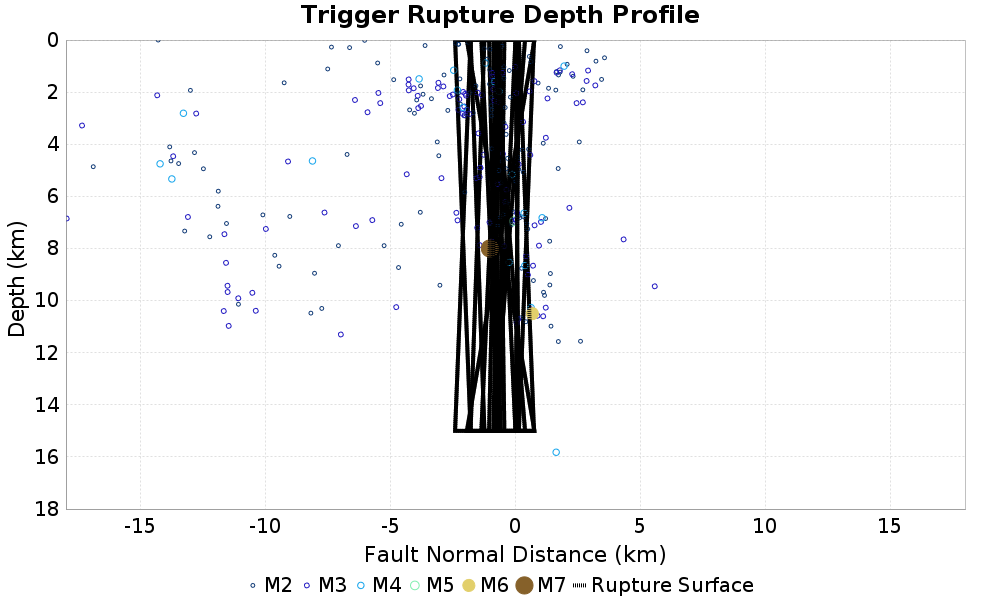 Trigger Rupture Depth Profile
0
2
4
6
8
10
12
14
16
18
Depth (km)
-15 -10 -5 0 5 10 15
Fault Normal Distance (km)
M2 M3 M4 M5 M6 M7 Rupture Surface